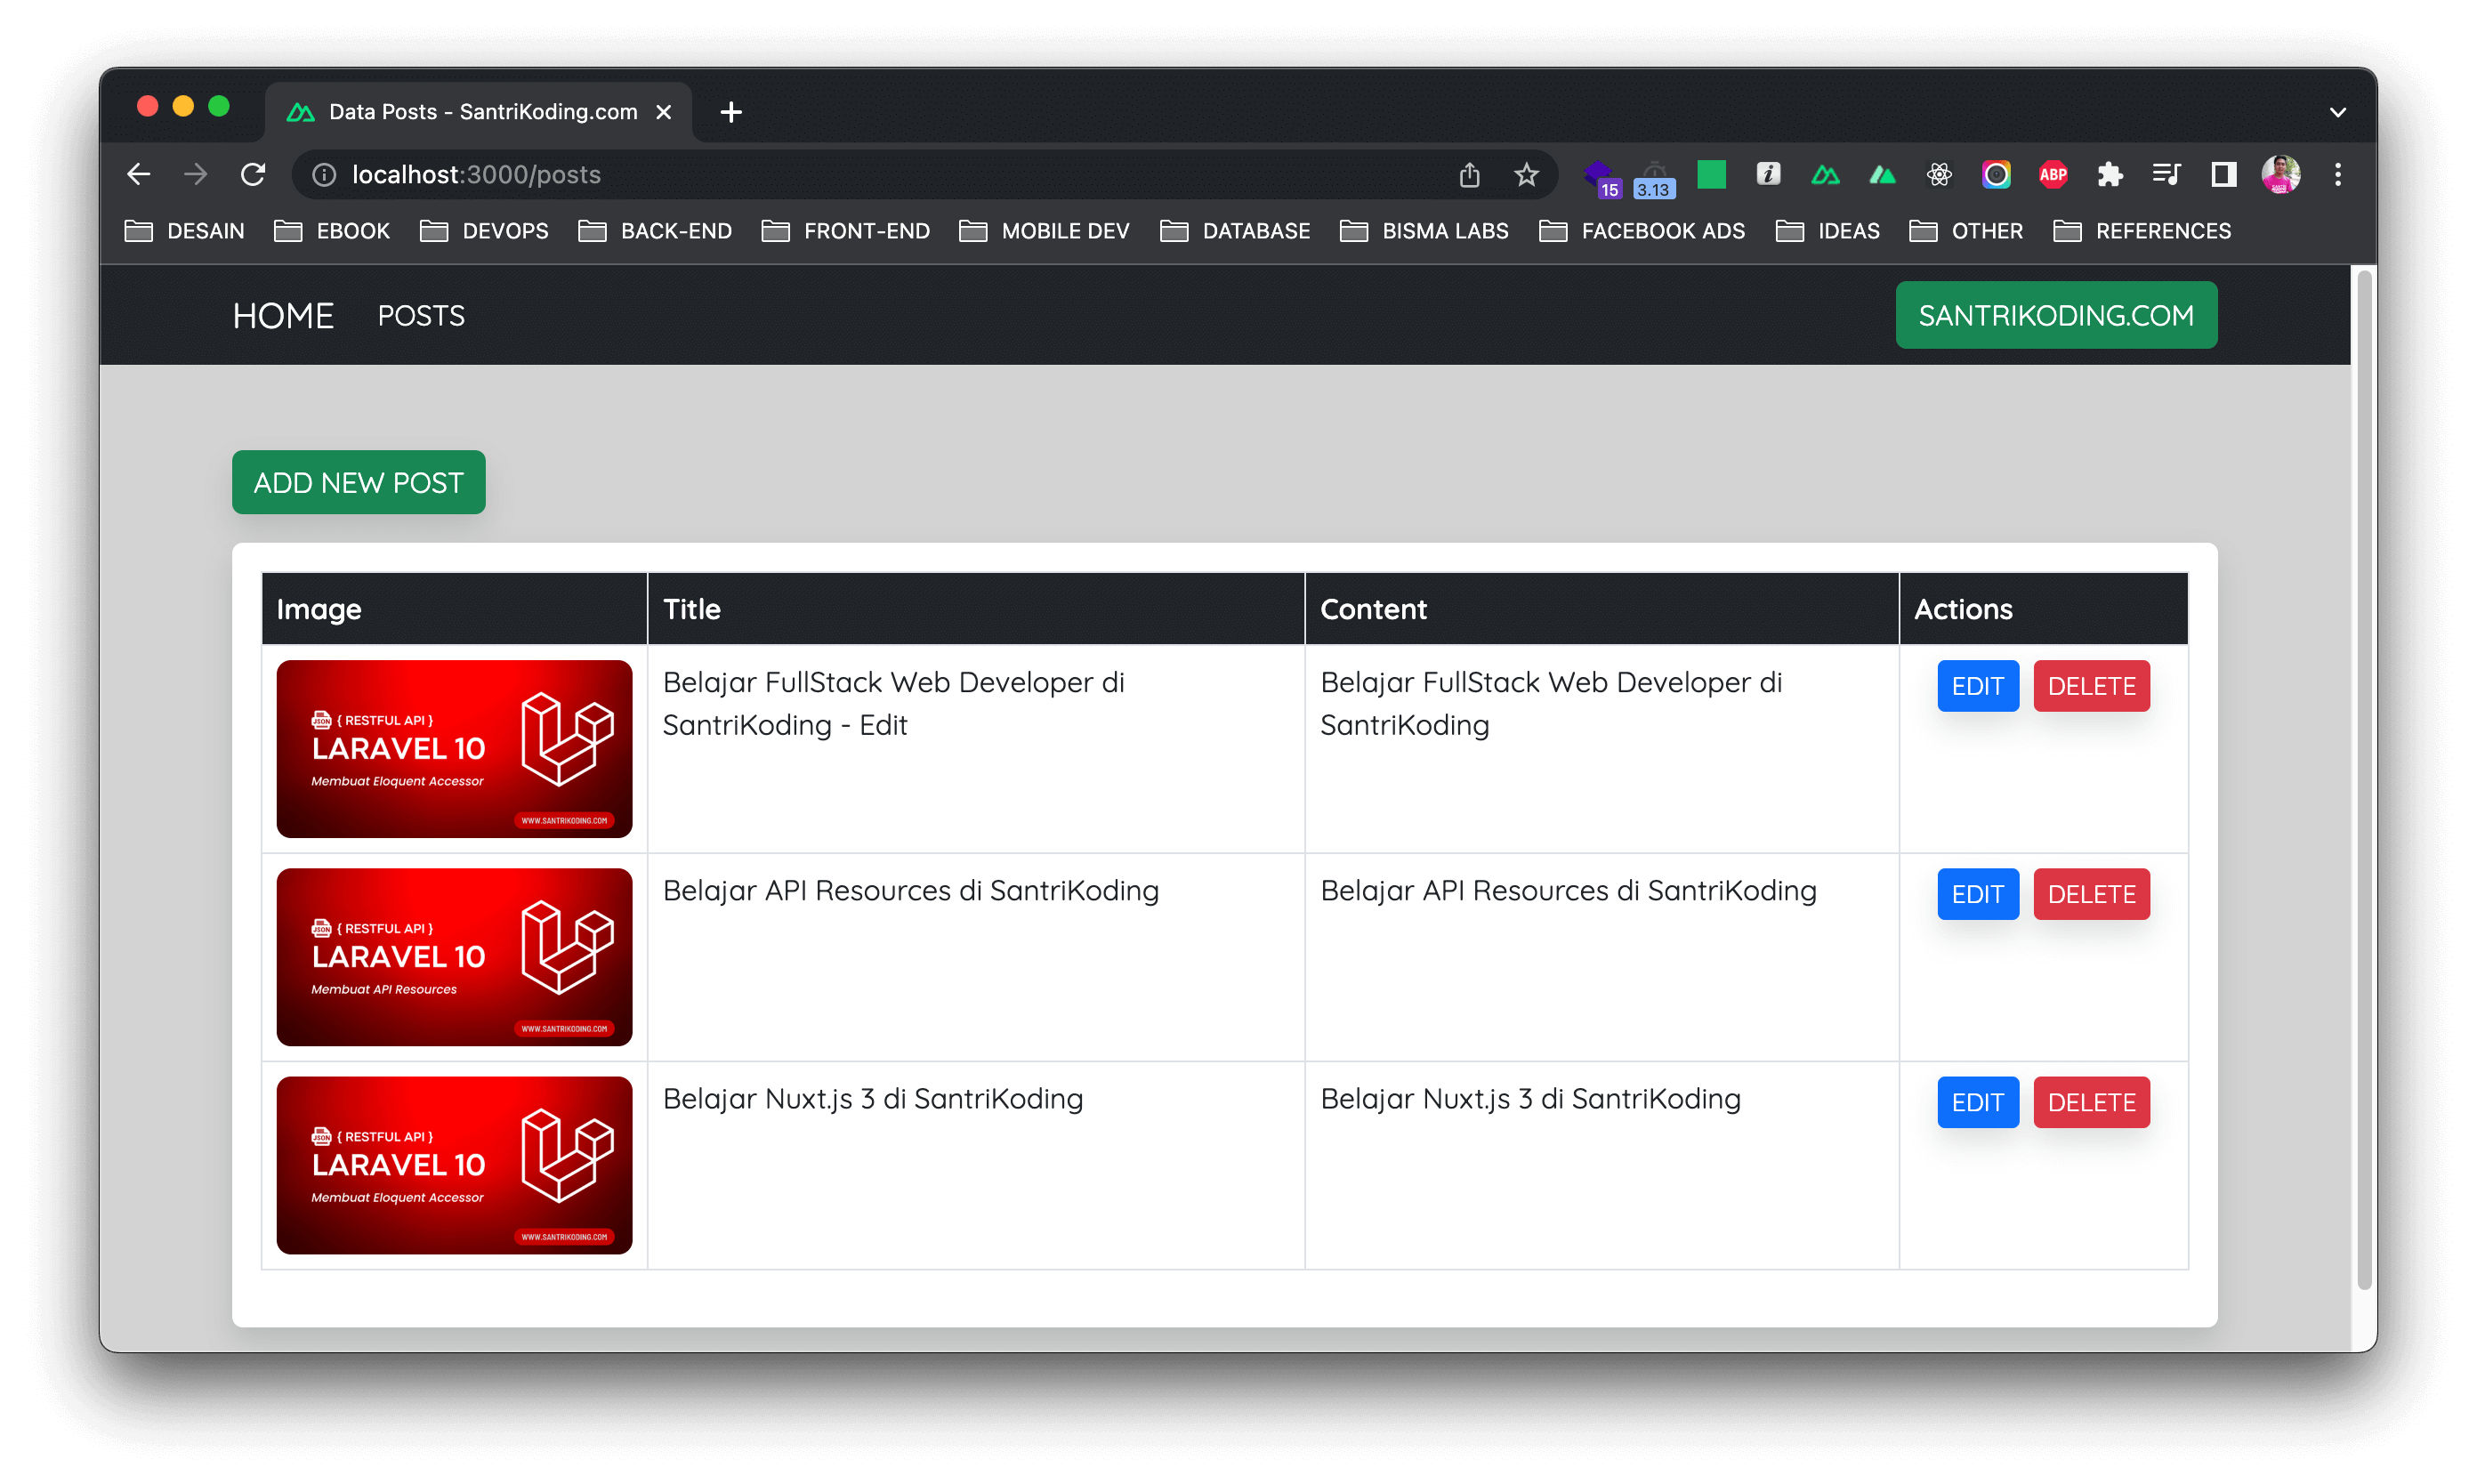 Data Posts - SantriKoding.com
localhost:3000/posts
15
3.13
i
ABP
DESAIN EBOOK DEVOPS BACK-END FRONT-END MOBILE DEV DATABASE BISMA LABS FACEBOOK ADS IDEAS OTHER REFERENCES
HOME POSTS SANTRIKODING.COM
ADD NEW POST
Image Title Content Actions
JSON { RESTFUL API }
LARAVEL 10
Membuat Eloquent Accessor
WWW.SANTRIKODING.COM
Belajar FullStack Web Developer di
SantriKoding - Edit
Belajar FullStack Web Developer di
SantriKoding
EDIT DELETE
JSON { RESTFUL API }
LARAVEL 10
Membuat API Resources
WWW.SANTRIKODING.COM
Belajar API Resources di SantriKoding
Belajar API Resources di SantriKoding
EDIT DELETE
JSON { RESTFUL API }
LARAVEL 10
Membuat Eloquent Accessor
WWW.SANTRIKODING.COM
Belajar Nuxt.js 3 di SantriKoding
Belajar Nuxt.js 3 di SantriKoding
EDIT DELETE